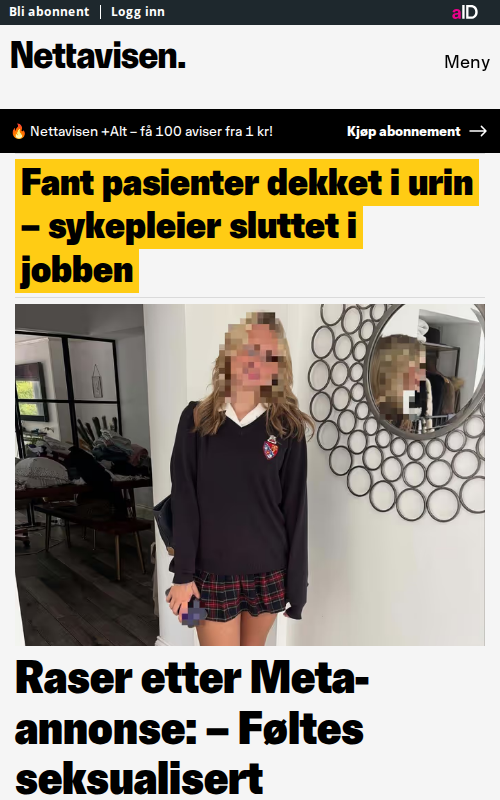 Bli abonnent | Logg inn
aID
Nettavisen.
Meny
🔥 Nettavisen +Alt – få 100 aviser fra 1 kr!
Kjøp abonnement →
Fant pasienter dekket i urin
– sykepleier sluttet i
jobben
Raser etter Meta-
annonse: – Føltes
seksualisert